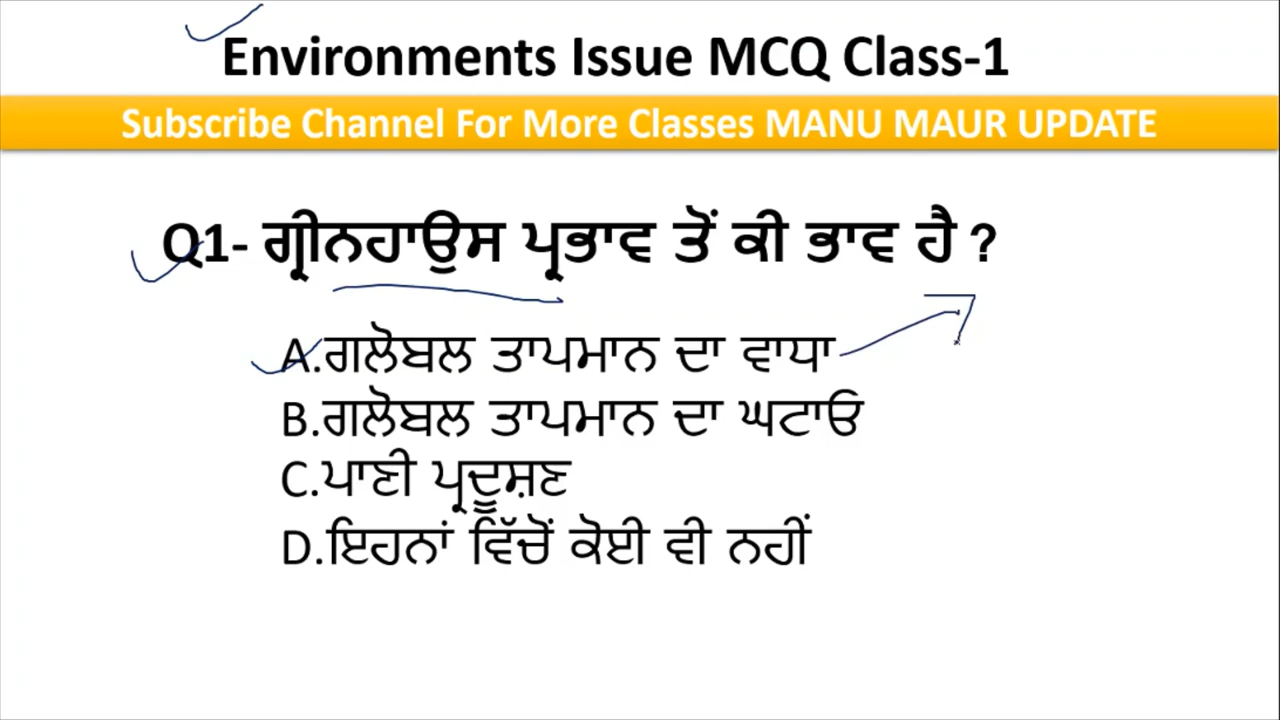 Environments Issue MCQ Class-1
Subscribe Channel For More Classes MANU MAUR UPDATE
Q1- ਗ੍ਰੀਨਹਾਉਸ ਪ੍ਰਭਾਵ ਤੋਂ ਕੀ ਭਾਵ ਹੈ ?
A.ਗਲੋਬਲ ਤਾਪਮਾਨ ਦਾ ਵਾਧਾ
B.ਗਲੋਬਲ ਤਾਪਮਾਨ ਦਾ ਘਟਾਓ
C.ਪਾਣੀ ਪ੍ਰਦੂਸ਼ਣ
D.ਇਹਨਾਂ ਵਿੱਚੋਂ ਕੋਈ ਵੀ ਨਹੀਂ